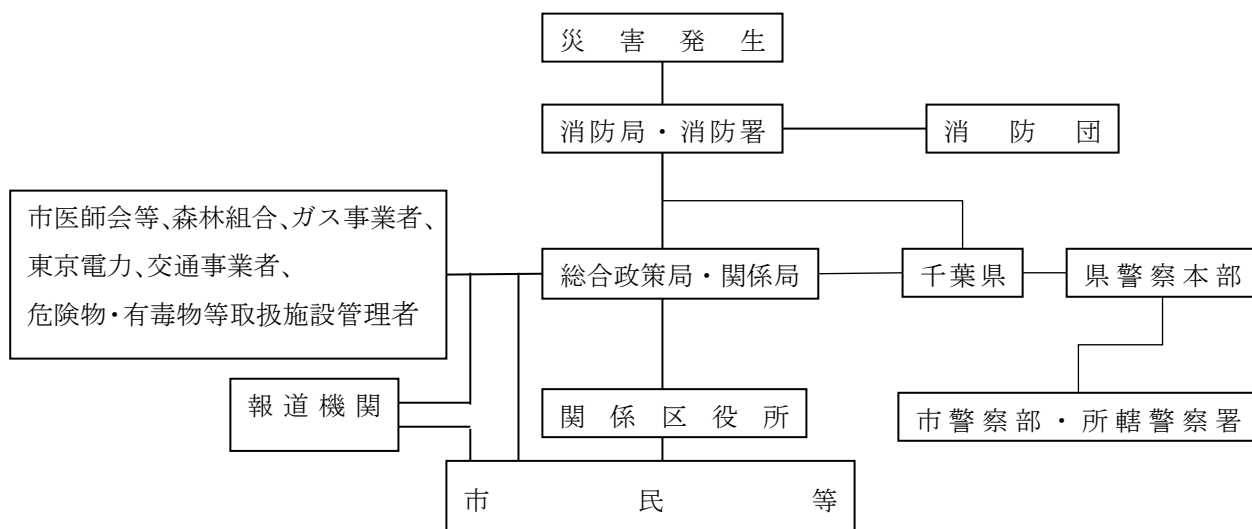 災害発生
消防局・消防署
消防団
市医師会等、森林組合、ガス事業者、
東京電力、交通事業者、
危険物・有毒物等取扱施設管理者
総合政策局・関係局
千葉県
県警察本部
報道機関
関係区役所
市警察部・所轄警察署
市民等